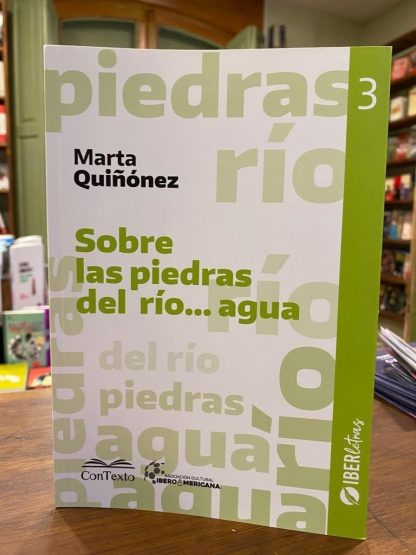 piedras
3
río
Marta
Quiñónez
Sobre
las piedras
del río... agua
río
piedras
del río
piedras
agua
río
agua
ConTexto
ASOCIACIÓN CULTURAL
IBEROAMERICANA
IBERletras